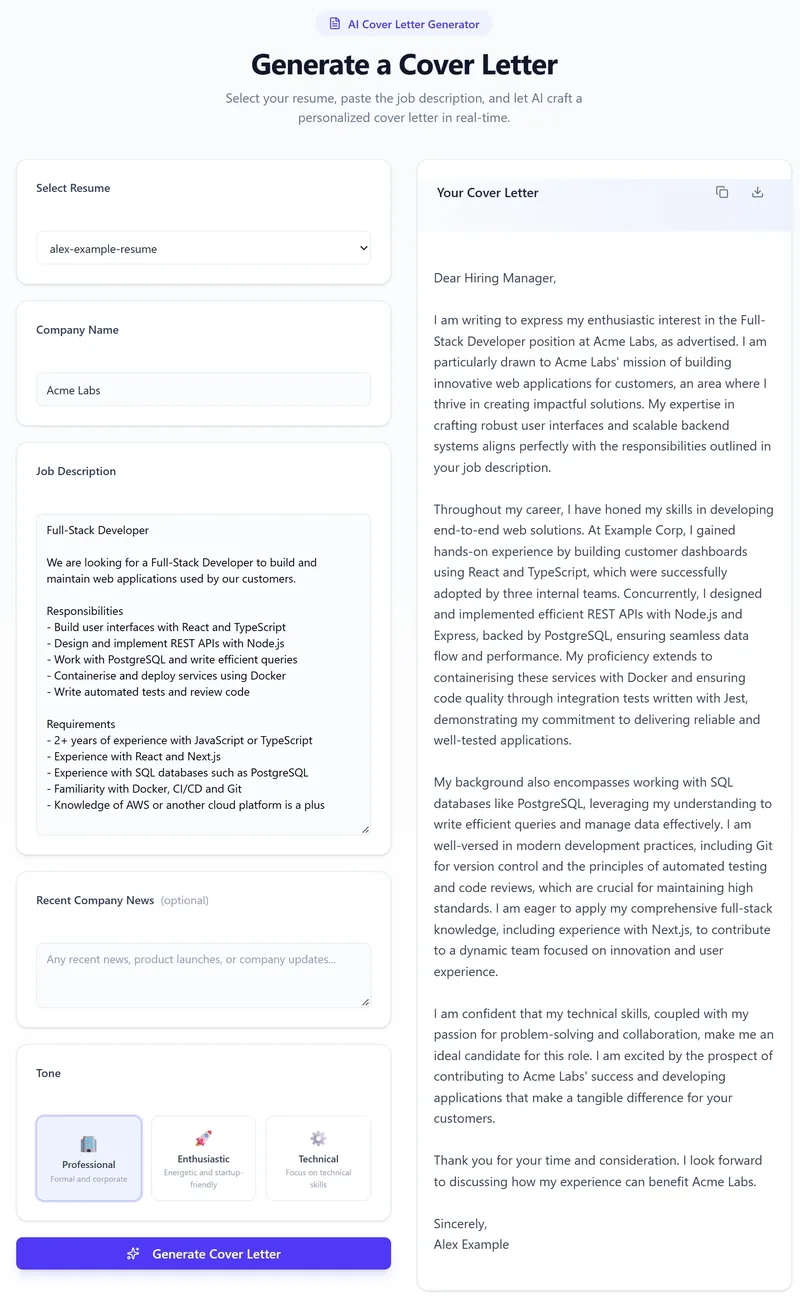 AI Cover Letter Generator
Generate a Cover Letter
Select your resume, paste the job description, and let AI craft a
personalized cover letter in real-time.
Select Resume
alex-example-resume
Company Name
Acme Labs
Job Description
Full-Stack Developer
We are looking for a Full-Stack Developer to build and
maintain web applications used by our customers.
Responsibilities
- Build user interfaces with React and TypeScript
- Design and implement REST APIs with Node.js
- Work with PostgreSQL and write efficient queries
- Containerise and deploy services using Docker
- Write automated tests and review code
Requirements
- 2+ years of experience with JavaScript or TypeScript
- Experience with React and Next.js
- Experience with SQL databases such as PostgreSQL
- Familiarity with Docker, CI/CD and Git
- Knowledge of AWS or another cloud platform is a plus
Recent Company News (optional)
Any recent news, product launches, or company updates...
Tone
Professional
Formal and corporate
Enthusiastic
Energetic and startup-
friendly
Technical
Focus on technical
skills
Generate Cover Letter
Your Cover Letter
Dear Hiring Manager,
I am writing to express my enthusiastic interest in the Full-
Stack Developer position at Acme Labs, as advertised. I am
particularly drawn to Acme Labs' mission of building
innovative web applications for customers, an area where I
thrive in creating impactful solutions. My expertise in
crafting robust user interfaces and scalable backend
systems aligns perfectly with the responsibilities outlined in
your job description.
Throughout my career, I have honed my skills in developing
end-to-end web solutions. At Example Corp, I gained
hands-on experience by building customer dashboards
using React and TypeScript, which were successfully
adopted by three internal teams. Concurrently, I designed
and implemented efficient REST APIs with Node.js and
Express, backed by PostgreSQL, ensuring seamless data
flow and performance. My proficiency extends to
containerising these services with Docker and ensuring
code quality through integration tests written with Jest,
demonstrating my commitment to delivering reliable and
well-tested applications.
My background also encompasses working with SQL
databases like PostgreSQL, leveraging my understanding to
write efficient queries and manage data effectively. I am
well-versed in modern development practices, including Git
for version control and the principles of automated testing
and code reviews, which are crucial for maintaining high
standards. I am eager to apply my comprehensive full-stack
knowledge, including experience with Next.js, to contribute
to a dynamic team focused on innovation and user
experience.
I am confident that my technical skills, coupled with my
passion for problem-solving and collaboration, make me an
ideal candidate for this role. I am excited by the prospect of
contributing to Acme Labs' success and developing
applications that make a tangible difference for your
customers.
Thank you for your time and consideration. I look forward
to discussing how my experience can benefit Acme Labs.
Sincerely,
Alex Example